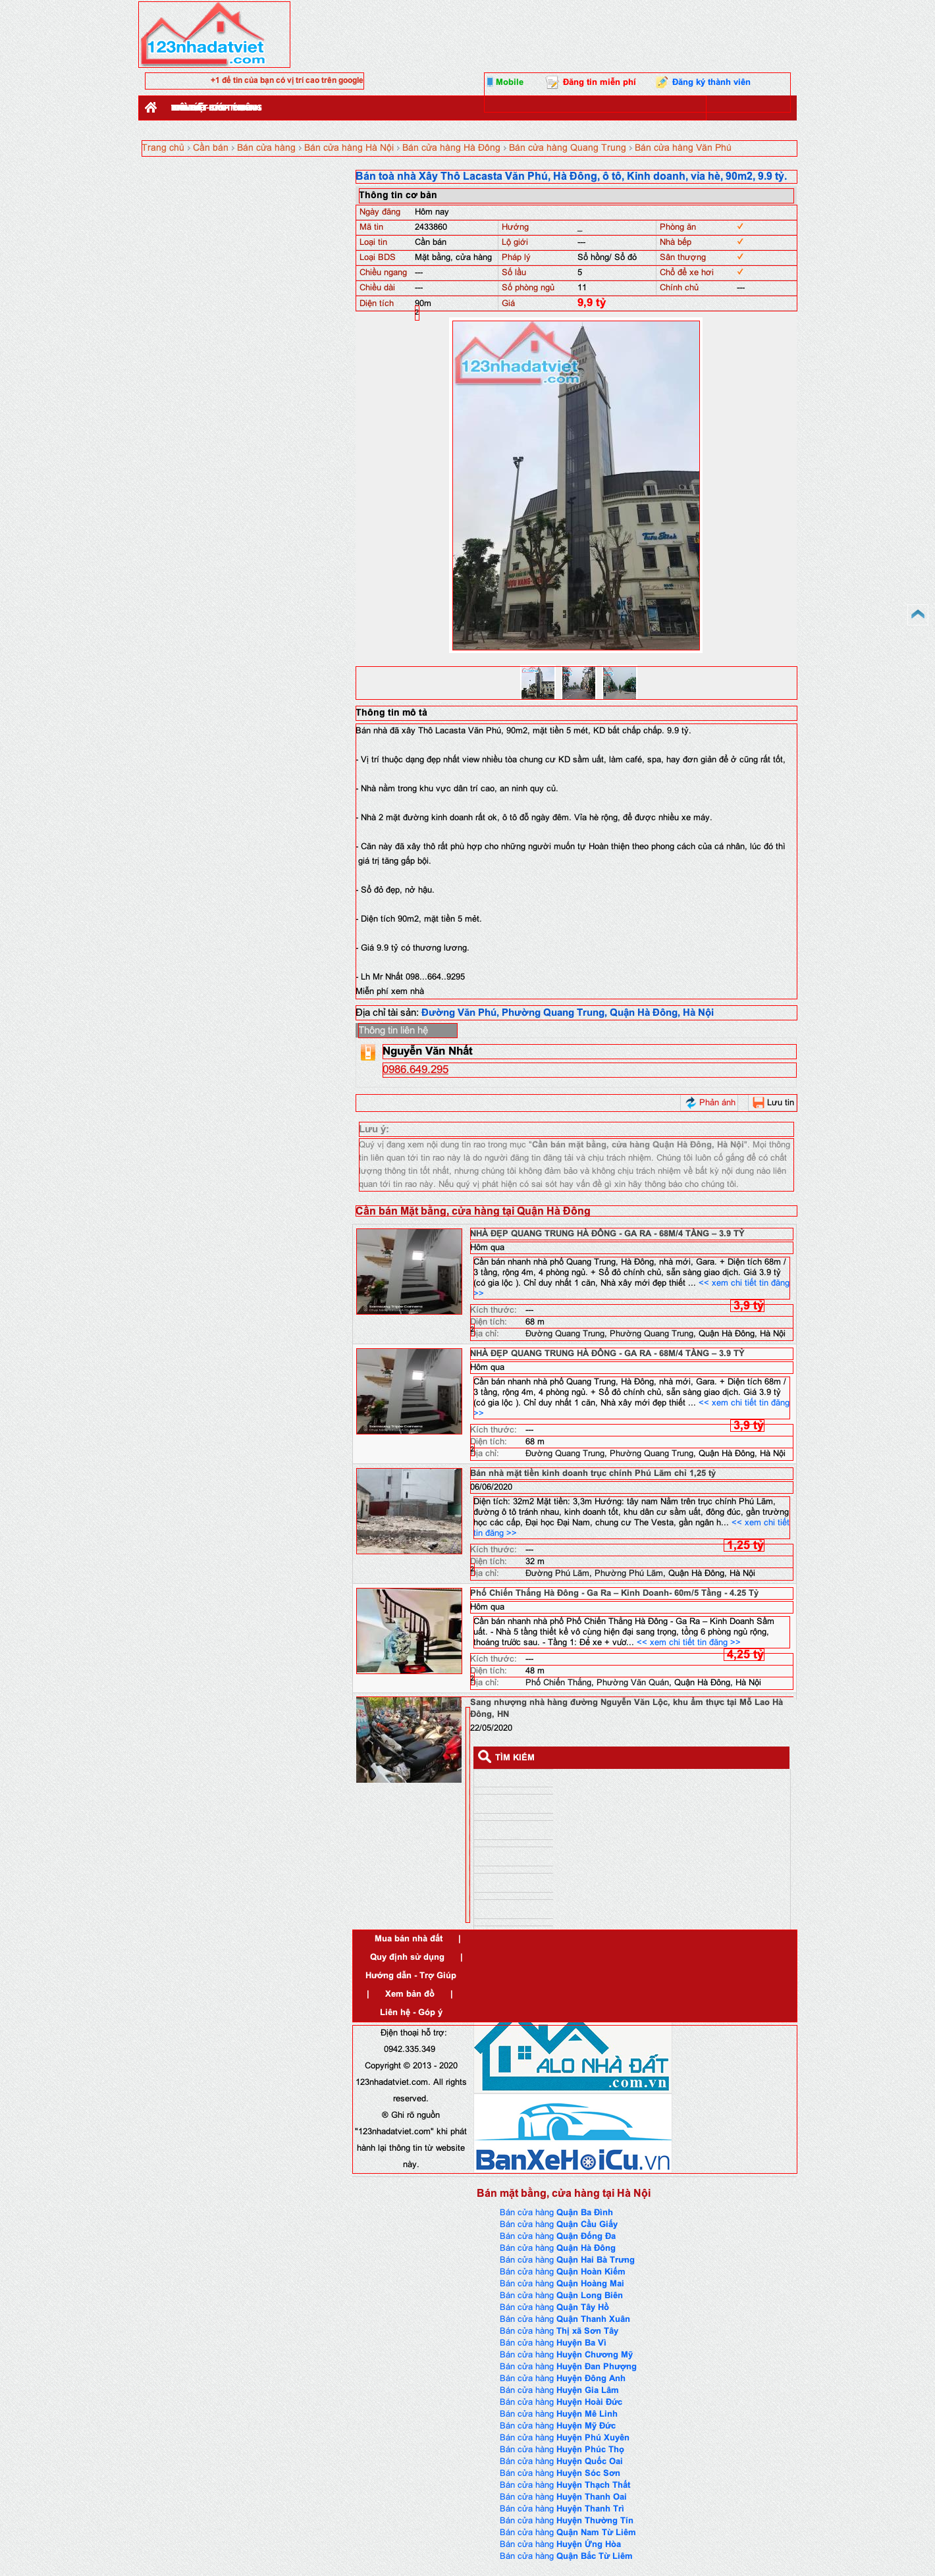 123nhadatviet
.com
+1 để tin của bạn có vị trí cao trên google
Mobile
Đăng tin miễn phí
Đăng ký thành viên
Trang chủ › Cần bán › Bán cửa hàng › Bán cửa hàng Hà Nội › Bán cửa hàng Hà Đông › Bán cửa hàng Quang Trung › Bán cửa hàng Văn Phú
Bán toà nhà Xây Thô Lacasta Văn Phú, Hà Đông, ô tô, Kinh doanh, vỉa hè, 90m2, 9.9 tỷ.
Thông tin cơ bản
Ngày đăng Hôm nay
Mã tin 2433860 Hướng _ Phòng ăn ✓
Loại tin Cần bán Lộ giới --- Nhà bếp ✓
Loại BDS Mặt bằng, cửa hàng Pháp lý Sổ hồng/ Sổ đỏ Sân thượng ✓
Chiều ngang --- Số lầu 5 Chổ để xe hơi ✓
Chiều dài --- Số phòng ngủ 11 Chính chủ ---
Diện tích 90m2 Giá 9,9 tỷ
123nhadatviet
.com
Thông tin mô tả
Bán nhà đã xây Thô Lacasta Văn Phú, 90m2, mặt tiền 5 mét, KD bất chấp chấp. 9.9 tỷ.
- Vị trí thuộc dạng đẹp nhất view nhiều tòa chung cư KD sầm uất, làm café, spa, hay đơn giản để ở cũng rất tốt,
- Nhà nằm trong khu vực dân trí cao, an ninh quy củ.
- Nhà 2 mặt đường kinh doanh rất ok, ô tô đỗ ngày đêm. Vỉa hè rộng, để được nhiều xe máy.
- Căn này đã xây thô rất phù hợp cho những người muốn tự Hoàn thiện theo phong cách của cá nhân, lúc đó thì
giá trị tăng gấp bội.
- Sổ đỏ đẹp, nở hậu.
- Diện tích 90m2, mặt tiền 5 mét.
- Giá 9.9 tỷ có thương lương.
- Lh Mr Nhất 098...664..9295
Miễn phí xem nhà
Địa chỉ tài sản: Đường Văn Phú, Phường Quang Trung, Quận Hà Đông, Hà Nội
Thông tin liên hệ
Nguyễn Văn Nhất
0986.649.295
Phản ánh
Lưu tin
Lưu ý:
Quý vị đang xem nội dung tin rao trong mục "Cần bán mặt bằng, cửa hàng Quận Hà Đông, Hà Nội". Mọi thông
tin liên quan tới tin rao này là do người đăng tin đăng tải và chịu trách nhiệm. Chúng tôi luôn cố gắng để có chất
lượng thông tin tốt nhất, nhưng chúng tôi không đảm bảo và không chịu trách nhiệm về bất kỳ nội dung nào liên
quan tới tin rao này. Nếu quý vị phát hiện có sai sót hay vấn đề gì xin hãy thông báo cho chúng tôi.
Cần bán Mặt bằng, cửa hàng tại Quận Hà Đông
NHÀ ĐẸP QUANG TRUNG HÀ ĐÔNG - GA RA - 68M/4 TẦNG – 3.9 TỶ
Hôm qua
Cần bán nhanh nhà phố Quang Trung, Hà Đông, nhà mới, Gara. + Diện tích 68m /
3 tầng, rộng 4m, 4 phòng ngủ. + Sổ đỏ chính chủ, sẵn sàng giao dịch. Giá 3.9 tỷ
(có gia lộc ). Chỉ duy nhất 1 căn, Nhà xây mới đẹp thiết ... << xem chi tiết tin đăng
>>
3,9 tỷ
Kích thước: ---
Diện tích: 68 m2
Địa chỉ: Đường Quang Trung, Phường Quang Trung, Quận Hà Đông, Hà Nội
NHÀ ĐẸP QUANG TRUNG HÀ ĐÔNG - GA RA - 68M/4 TẦNG – 3.9 TỶ
Hôm qua
Cần bán nhanh nhà phố Quang Trung, Hà Đông, nhà mới, Gara. + Diện tích 68m /
3 tầng, rộng 4m, 4 phòng ngủ. + Sổ đỏ chính chủ, sẵn sàng giao dịch. Giá 3.9 tỷ
(có gia lộc ). Chỉ duy nhất 1 căn, Nhà xây mới đẹp thiết ... << xem chi tiết tin đăng
>>
3,9 tỷ
Kích thước: ---
Diện tích: 68 m2
Địa chỉ: Đường Quang Trung, Phường Quang Trung, Quận Hà Đông, Hà Nội
Bán nhà mặt tiền kinh doanh trục chính Phú Lãm chỉ 1,25 tỷ
06/06/2020
Diện tích: 32m2 Mặt tiền: 3,3m Hướng: tây nam Nằm trên trục chính Phú Lãm,
đường ô tô tránh nhau, kinh doanh tốt, khu dân cư sầm uất, đông đúc, gần trường
học các cấp, Đại học Đại Nam, chung cư The Vesta, gần ngân h... << xem chi tiết
tin đăng >>
1,25 tỷ
Kích thước: ---
Diện tích: 32 m2
Địa chỉ: Đường Phú Lãm, Phường Phú Lãm, Quận Hà Đông, Hà Nội
Phố Chiến Thắng Hà Đông - Ga Ra – Kinh Doanh- 60m/5 Tầng - 4.25 Tỷ
Hôm qua
Cần bán nhanh nhà phố Phố Chiến Thắng Hà Đông - Ga Ra – Kinh Doanh Sầm
uất. - Nhà 5 tầng thiết kế vô cùng hiện đại sang trọng, tổng 6 phòng ngủ rộng,
thoáng trước sau. - Tầng 1: Để xe + vườ... << xem chi tiết tin đăng >>
4,25 tỷ
Kích thước: ---
Diện tích: 48 m2
Địa chỉ: Phố Chiến Thắng, Phường Văn Quán, Quận Hà Đông, Hà Nội
Sang nhượng nhà hàng đường Nguyễn Văn Lộc, khu ẩm thực tại Mỗ Lao Hà
Đông, HN
22/05/2020
TÌM KIẾM
Mua bán nhà đất |
Quy định sử dụng |
Hướng dẫn - Trợ Giúp
| Xem bản đồ |
Liên hệ - Góp ý
Điện thoại hỗ trợ:
0942.335.349
Copyright © 2013 - 2020
123nhadatviet.com. All rights
reserved.
® Ghi rõ nguồn
"123nhadatviet.com" khi phát
hành lại thông tin từ website
này.
ALO NHÀ ĐẤT
.com.vn
BanXeHoiCu.vn
Bán mặt bằng, cửa hàng tại Hà Nội
Bán cửa hàng Quận Ba Đình
Bán cửa hàng Quận Cầu Giấy
Bán cửa hàng Quận Đống Đa
Bán cửa hàng Quận Hà Đông
Bán cửa hàng Quận Hai Bà Trưng
Bán cửa hàng Quận Hoàn Kiếm
Bán cửa hàng Quận Hoàng Mai
Bán cửa hàng Quận Long Biên
Bán cửa hàng Quận Tây Hồ
Bán cửa hàng Quận Thanh Xuân
Bán cửa hàng Thị xã Sơn Tây
Bán cửa hàng Huyện Ba Vì
Bán cửa hàng Huyện Chương Mỹ
Bán cửa hàng Huyện Đan Phượng
Bán cửa hàng Huyện Đông Anh
Bán cửa hàng Huyện Gia Lâm
Bán cửa hàng Huyện Hoài Đức
Bán cửa hàng Huyện Mê Linh
Bán cửa hàng Huyện Mỹ Đức
Bán cửa hàng Huyện Phú Xuyên
Bán cửa hàng Huyện Phúc Thọ
Bán cửa hàng Huyện Quốc Oai
Bán cửa hàng Huyện Sóc Sơn
Bán cửa hàng Huyện Thạch Thất
Bán cửa hàng Huyện Thanh Oai
Bán cửa hàng Huyện Thanh Trì
Bán cửa hàng Huyện Thường Tín
Bán cửa hàng Quận Nam Từ Liêm
Bán cửa hàng Huyện Ứng Hòa
Bán cửa hàng Quận Bắc Từ Liêm